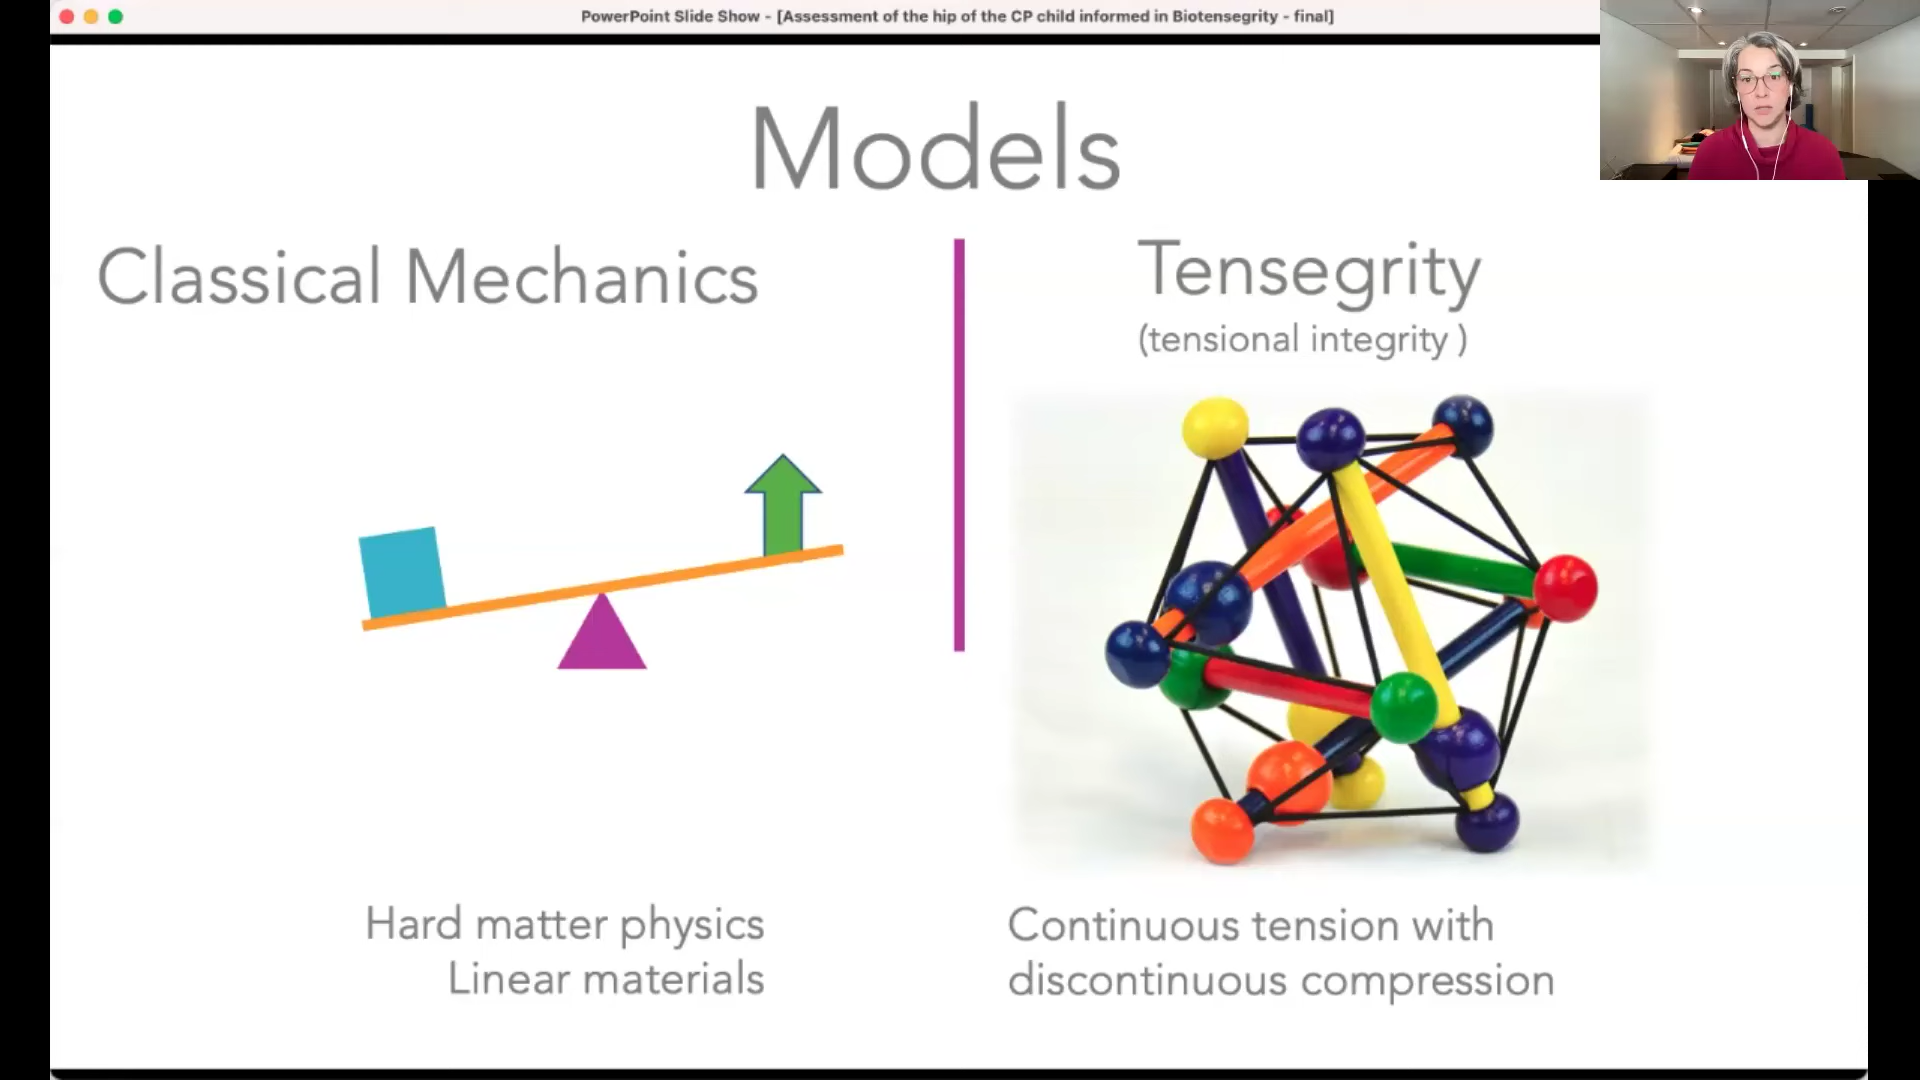 PowerPoint Slide Show - [Assessment of the hip of the CP child informed in Biotensegrity - final]
Models
Classical Mechanics
Tensegrity
(tensional integrity )
Hard matter physics
Linear materials
Continuous tension with
discontinuous compression